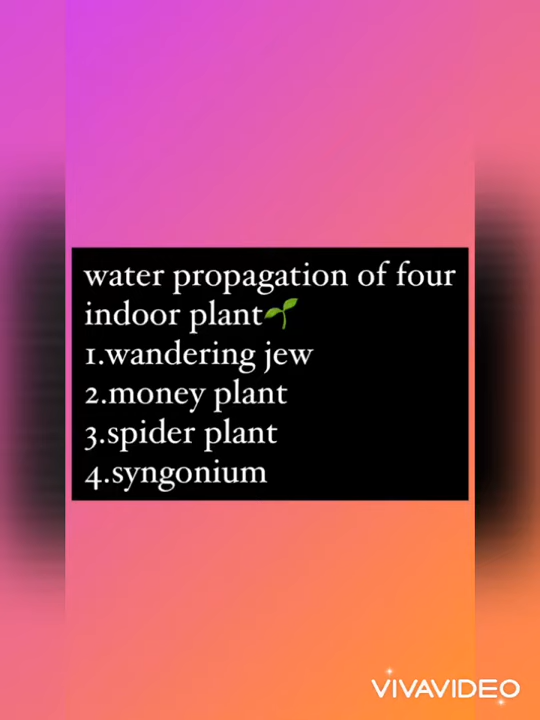 water propagation of four
indoor plant🌱
1.wandering jew
2.money plant
3.spider plant
4.syngonium
VIVAVIDEO